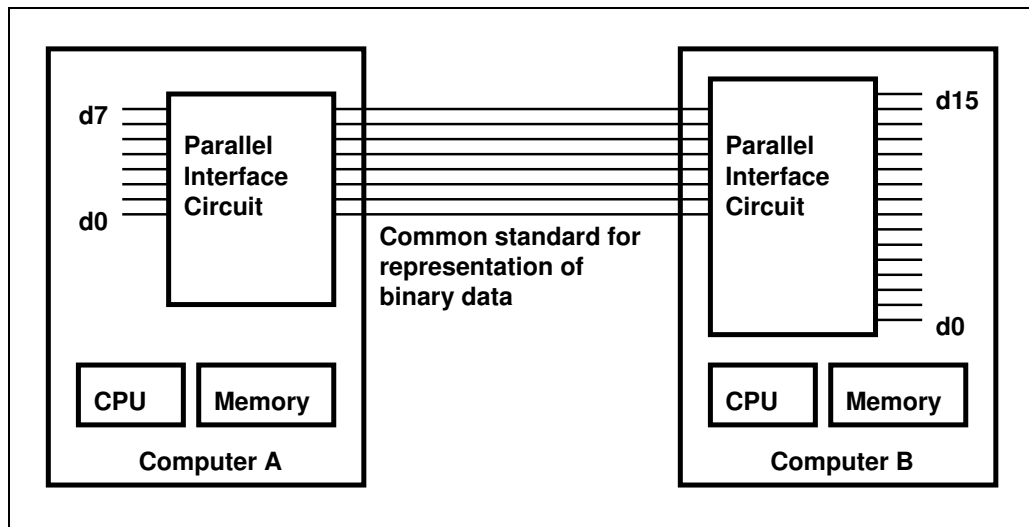 d7
d0
Parallel
Interface
Circuit
CPU
Memory
Computer A
Common standard for
representation of
binary data
Parallel
Interface
Circuit
d15
d0
CPU
Memory
Computer B